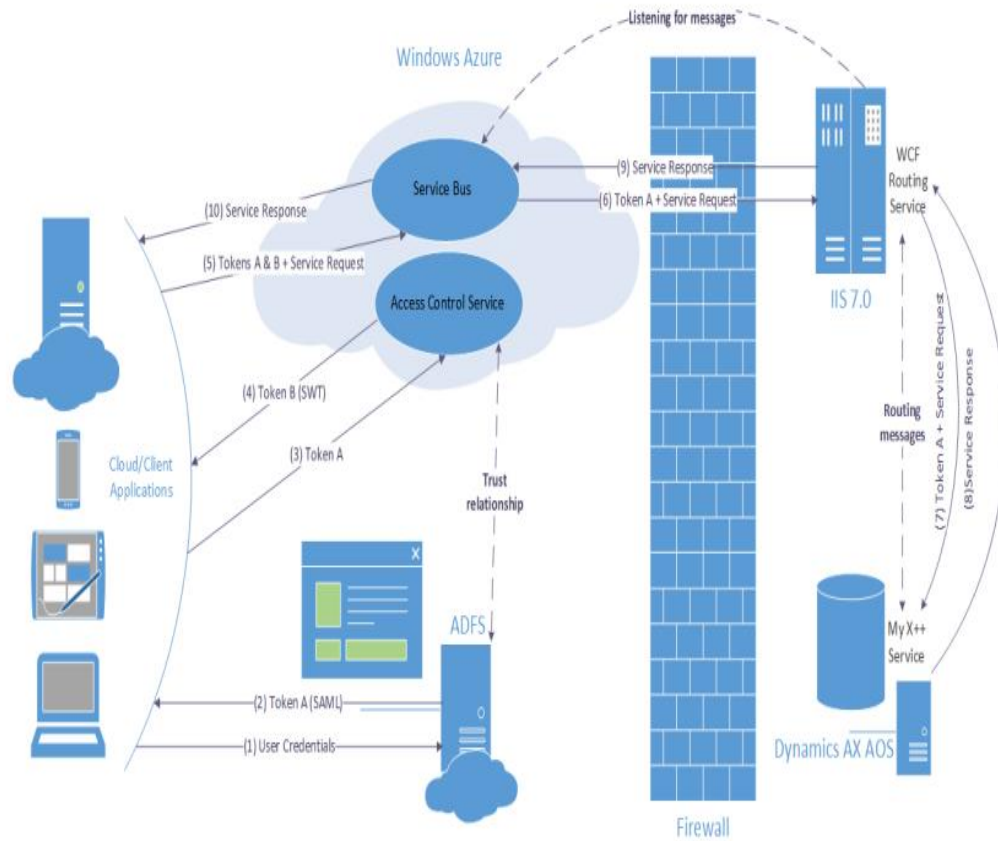 Listening for messages
Windows Azure
Service Bus
(9) Service Response
(6) Token A + Service Request
WCF
Routing
Service
(10) Service Response
(5) Tokens A & B + Service Request
Access Control Service
IIS 7.0
(4) Token B (SWT)
(3) Token A
Cloud/Client
Applications
Trust
relationship
Routing
messages
(7) Token A + Service Request
(8)Service Response
ADFS
My X++
Service
(2) Token A (SAML)
(1) User Credentials
Dynamics AX AOS
Firewall